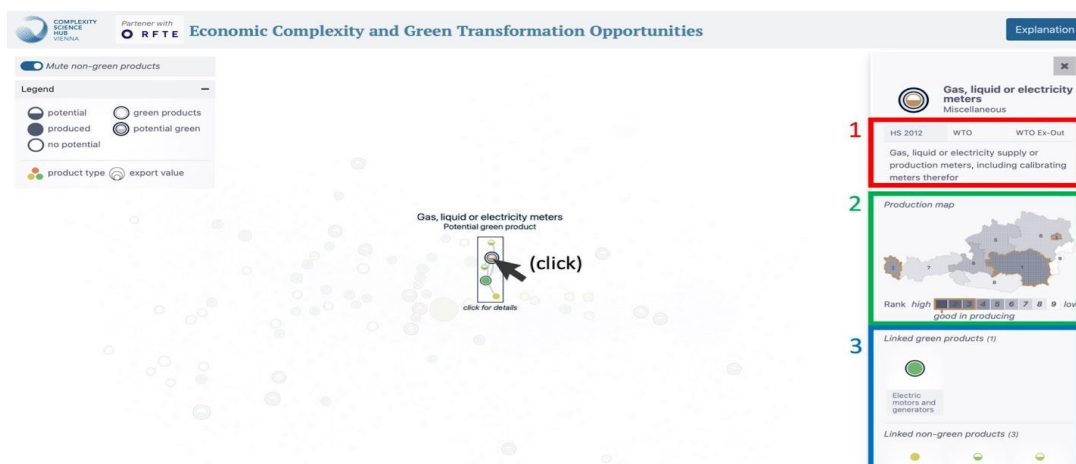 COMPLEXITY
SCIENCE
HUB
VIENNA
Partener with
RFTE
Economic Complexity and Green Transformation Opportunities
Explanation
Mute non-green products
Legend
potential
green products
produced
potential green
no potential
product type
export value
Gas, liquid or electricity meters
Potential green product
(click)
click for details
Gas, liquid or electricity
meters
Miscellaneous
1
HS 2012 WTO WTO Ex-Out
Gas, liquid or electricity supply or
production meters, including calibrating
meters therefor
2
Production map
Rank high 1 2 3 4 5 6 7 8 9 low
good in producing
3
Linked green products (1)
Electric
motors and
generators
Linked non-green products (3)